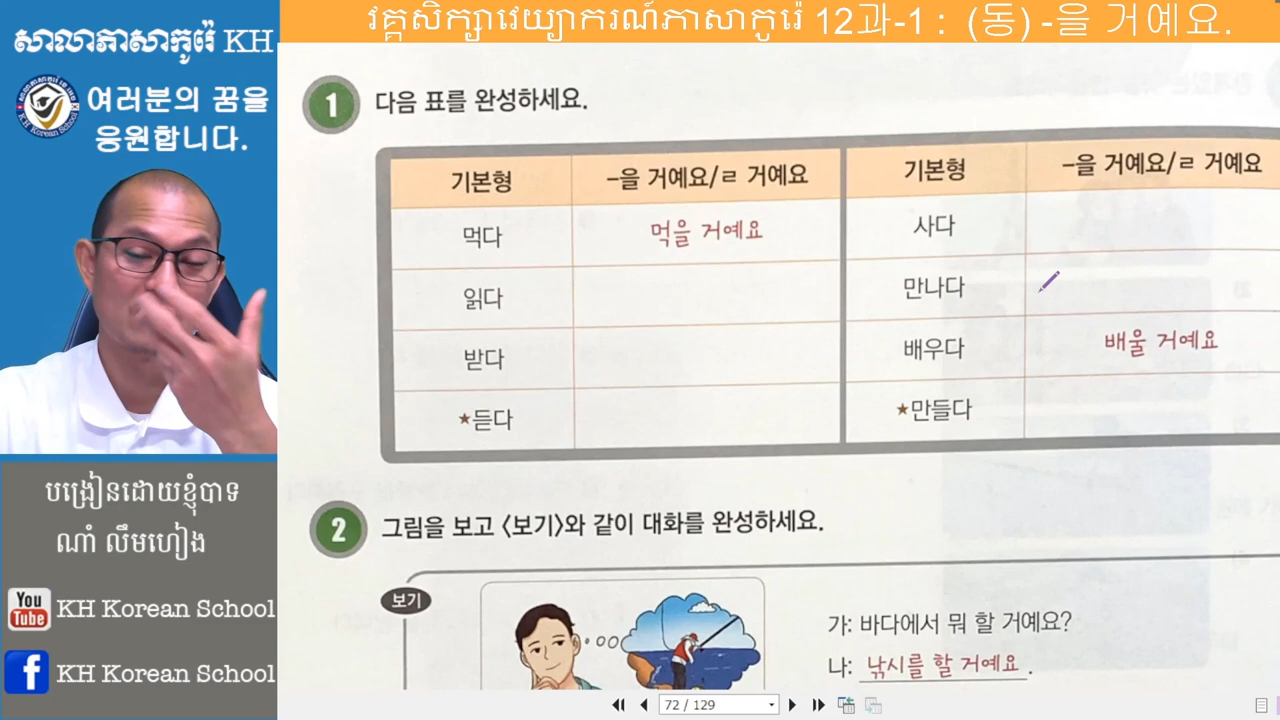 សាលាភាសាកូរ៉េ KH
여러분의 꿈을
응원합니다.
វគ្គសិក្សាវេយ្យាករណ៍ភាសាកូរ៉េ 12과-1 : (동) -을 거예요.
1 다음 표를 완성하세요.
기본형 -을 거예요/ㄹ 거예요 기본형 -을 거예요/ㄹ 거예요
먹다 먹을 거예요 사다
읽다 만나다
받다 배우다 배울 거예요
★듣다 ★만들다
2 그림을 보고 〈보기〉와 같이 대화를 완성하세요.
보기
가: 바다에서 뭐 할 거예요?
나: 낚시를 할 거예요.
បង្រៀនដោយខ្ញុំបាទ
ណាំ លឹមហៀង
You Tube KH Korean School
f KH Korean School
72 / 129